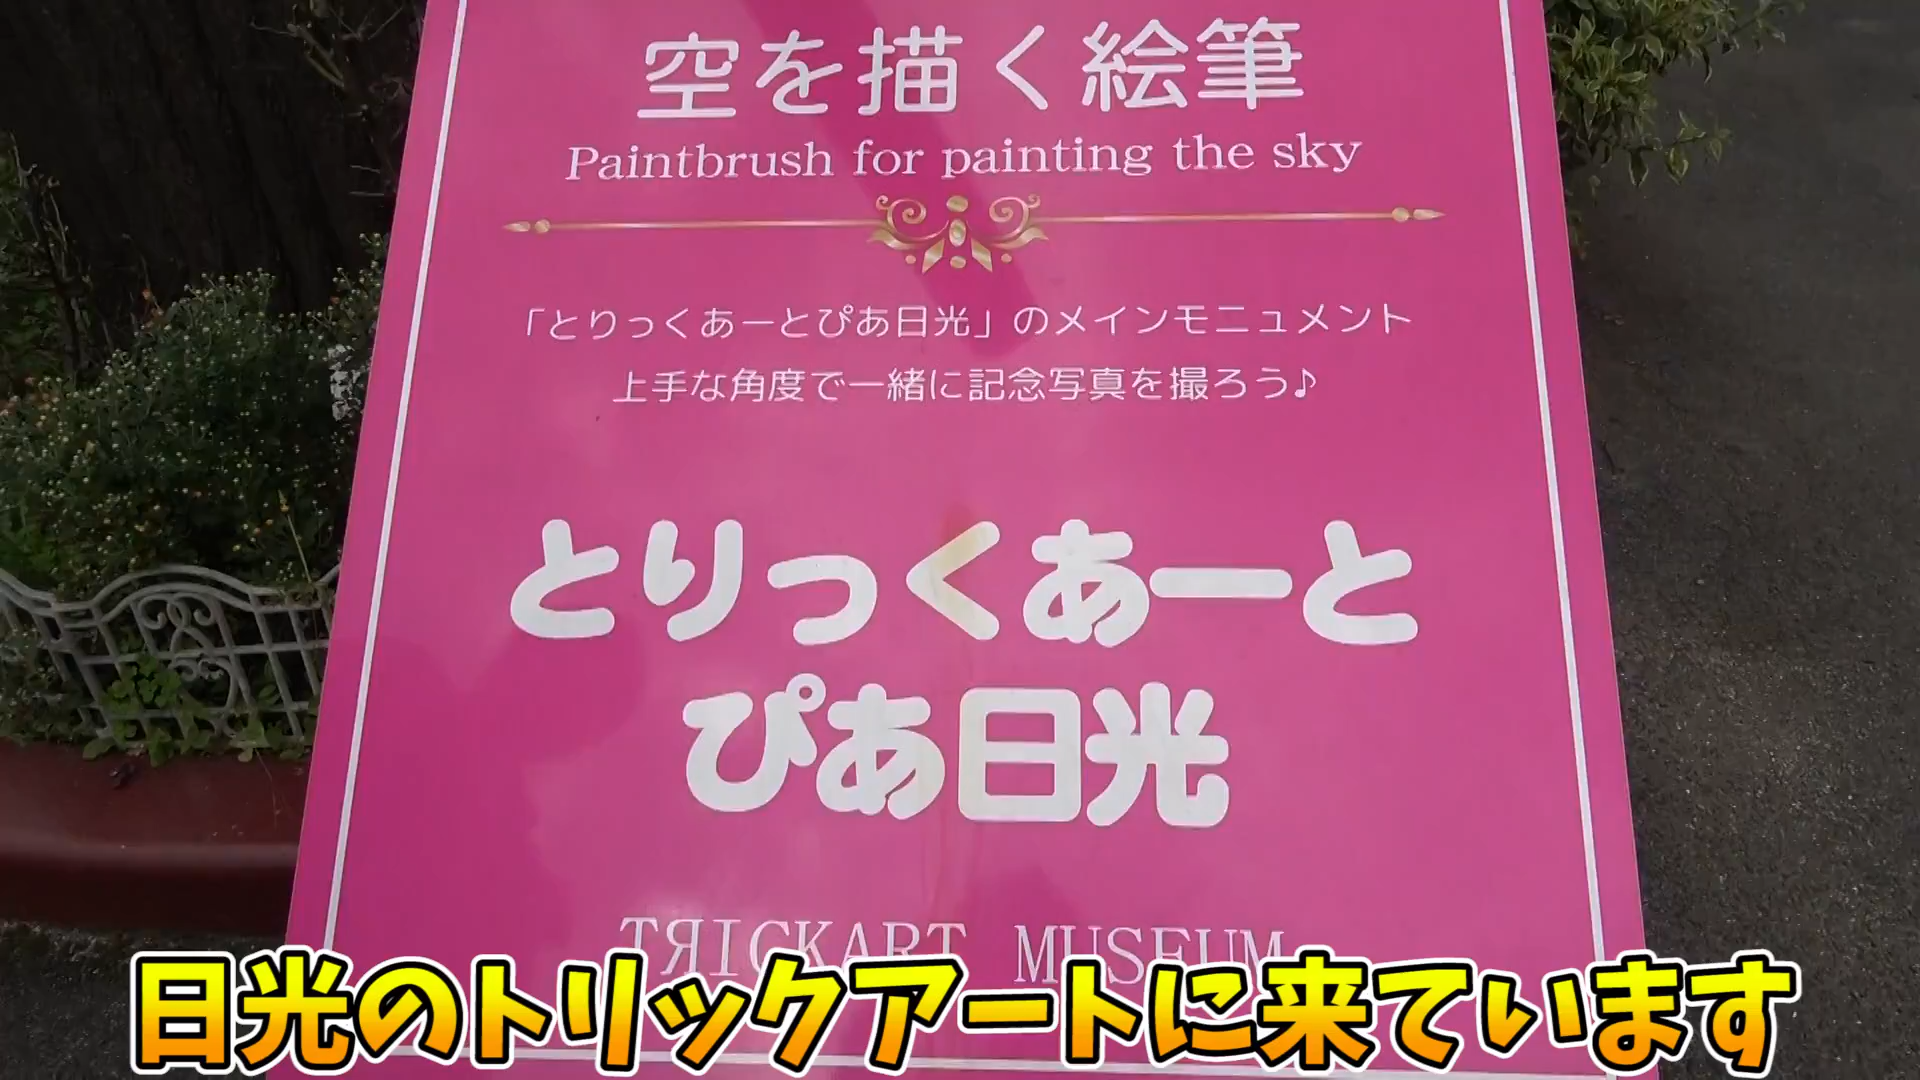 空を描く絵筆
Paintbrush for painting the sky
「とりっくあーとぴあ日光」のメインモニュメント
上手な角度で一緒に記念写真を撮ろう♪
とりっくあーと
ぴあ日光
TЯICKART MUSEUM
日光のトリックアートに来ています